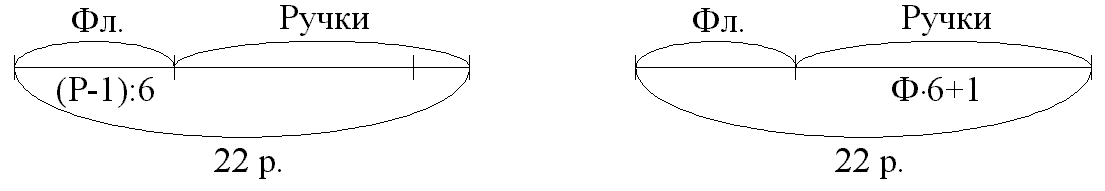 Фл. Ручки
(Р-1):6
22 р.
Фл. Ручки
Ф·6+1
22 р.